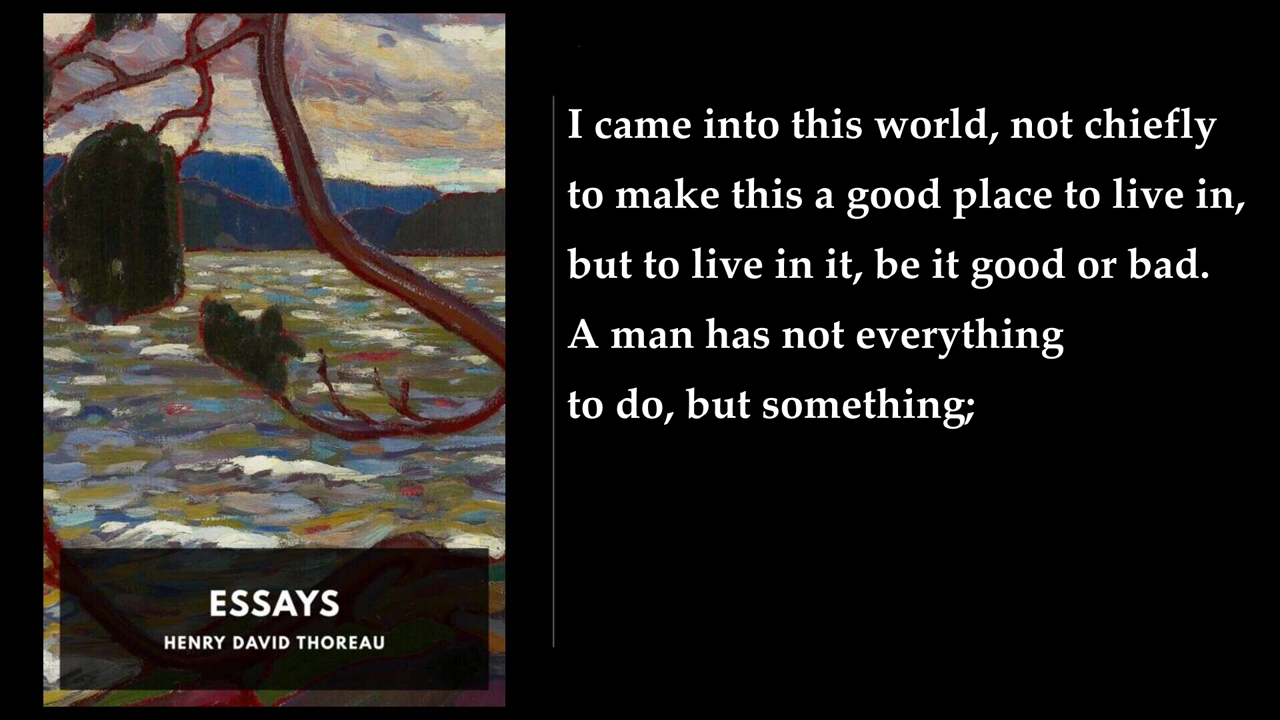 ESSAYS
HENRY DAVID THOREAU
I came into this world, not chiefly
to make this a good place to live in,
but to live in it, be it good or bad.
A man has not everything
to do, but something;